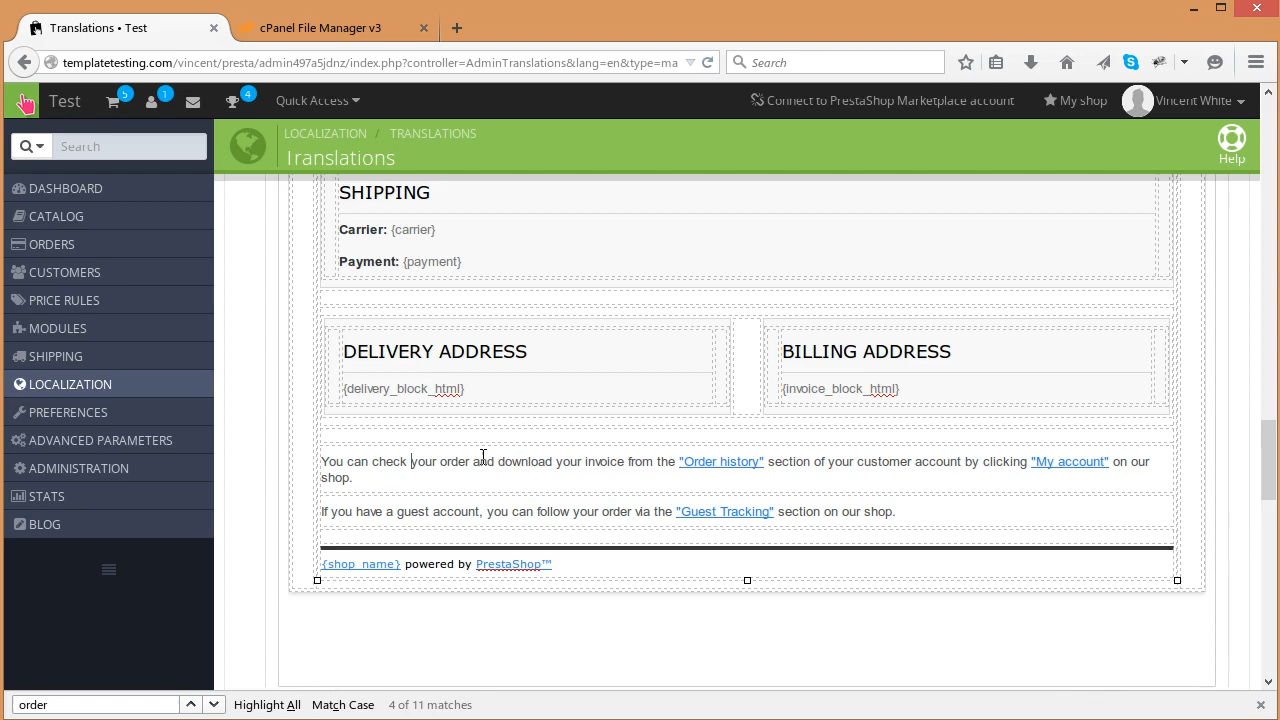 Translations • Test
cPanel File Manager v3
templatetesting.com/vincent/presta/admin497a5jdnz/index.php?controller=AdminTranslations&lang=en&type=ma
Search
Test
5
1
4
Quick Access
Connect to PrestaShop Marketplace account
My shop
Vincent White
Search
LOCALIZATION / TRANSLATIONS
Translations
Help
DASHBOARD
CATALOG
ORDERS
CUSTOMERS
PRICE RULES
MODULES
SHIPPING
LOCALIZATION
PREFERENCES
ADVANCED PARAMETERS
ADMINISTRATION
STATS
BLOG
SHIPPING
Carrier: {carrier}
Payment: {payment}
DELIVERY ADDRESS
{delivery_block_html}
BILLING ADDRESS
{invoice_block_html}
You can check your order and download your invoice from the "Order history" section of your customer account by clicking "My account" on our
shop.
If you have a guest account, you can follow your order via the "Guest Tracking" section on our shop.
{shop_name} powered by PrestaShop™
order
Highlight All
Match Case
4 of 11 matches